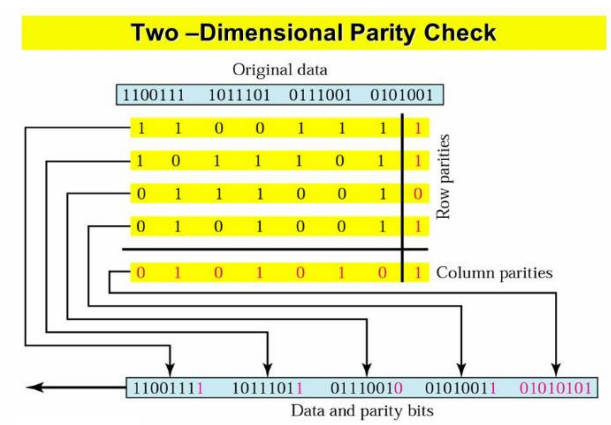 Two –Dimensional Parity Check
Original data
1100111 1011101 0111001 0101001
1 1 0 0 1 1 1 1
1 0 1 1 1 0 1 1
0 1 1 1 0 0 1 0
0 1 0 1 0 0 1 1
Row parities
0 1 0 1 0 1 0 1 Column parities
11001111 10111011 01110010 01010011 01010101
Data and parity bits